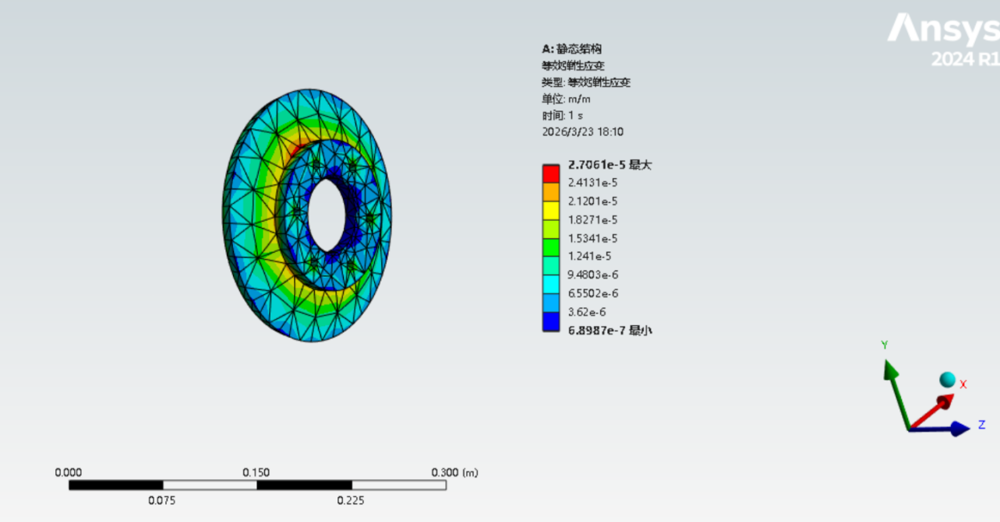 Ansys
2024 R1
A: 静态结构
等效弹性应变
类型: 等效弹性应变
单位: m/m
时间: 1 s
2026/3/23 18:10
2.7061e-5 最大
2.4131e-5
2.1201e-5
1.8271e-5
1.5341e-5
1.241e-5
9.4803e-6
6.5502e-6
3.62e-6
6.8987e-7 最小
Y
X
Z
0.000 0.150 0.300 (m)
0.075 0.225